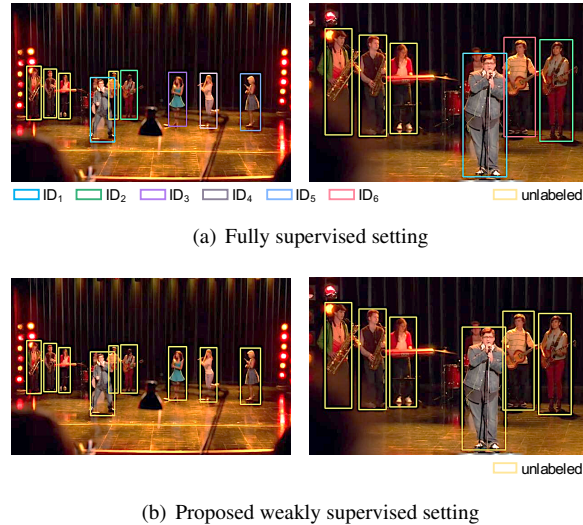 ID₁ ID₂ ID₃ ID₄ ID₅ ID₆ unlabeled
(a) Fully supervised setting
unlabeled
(b) Proposed weakly supervised setting